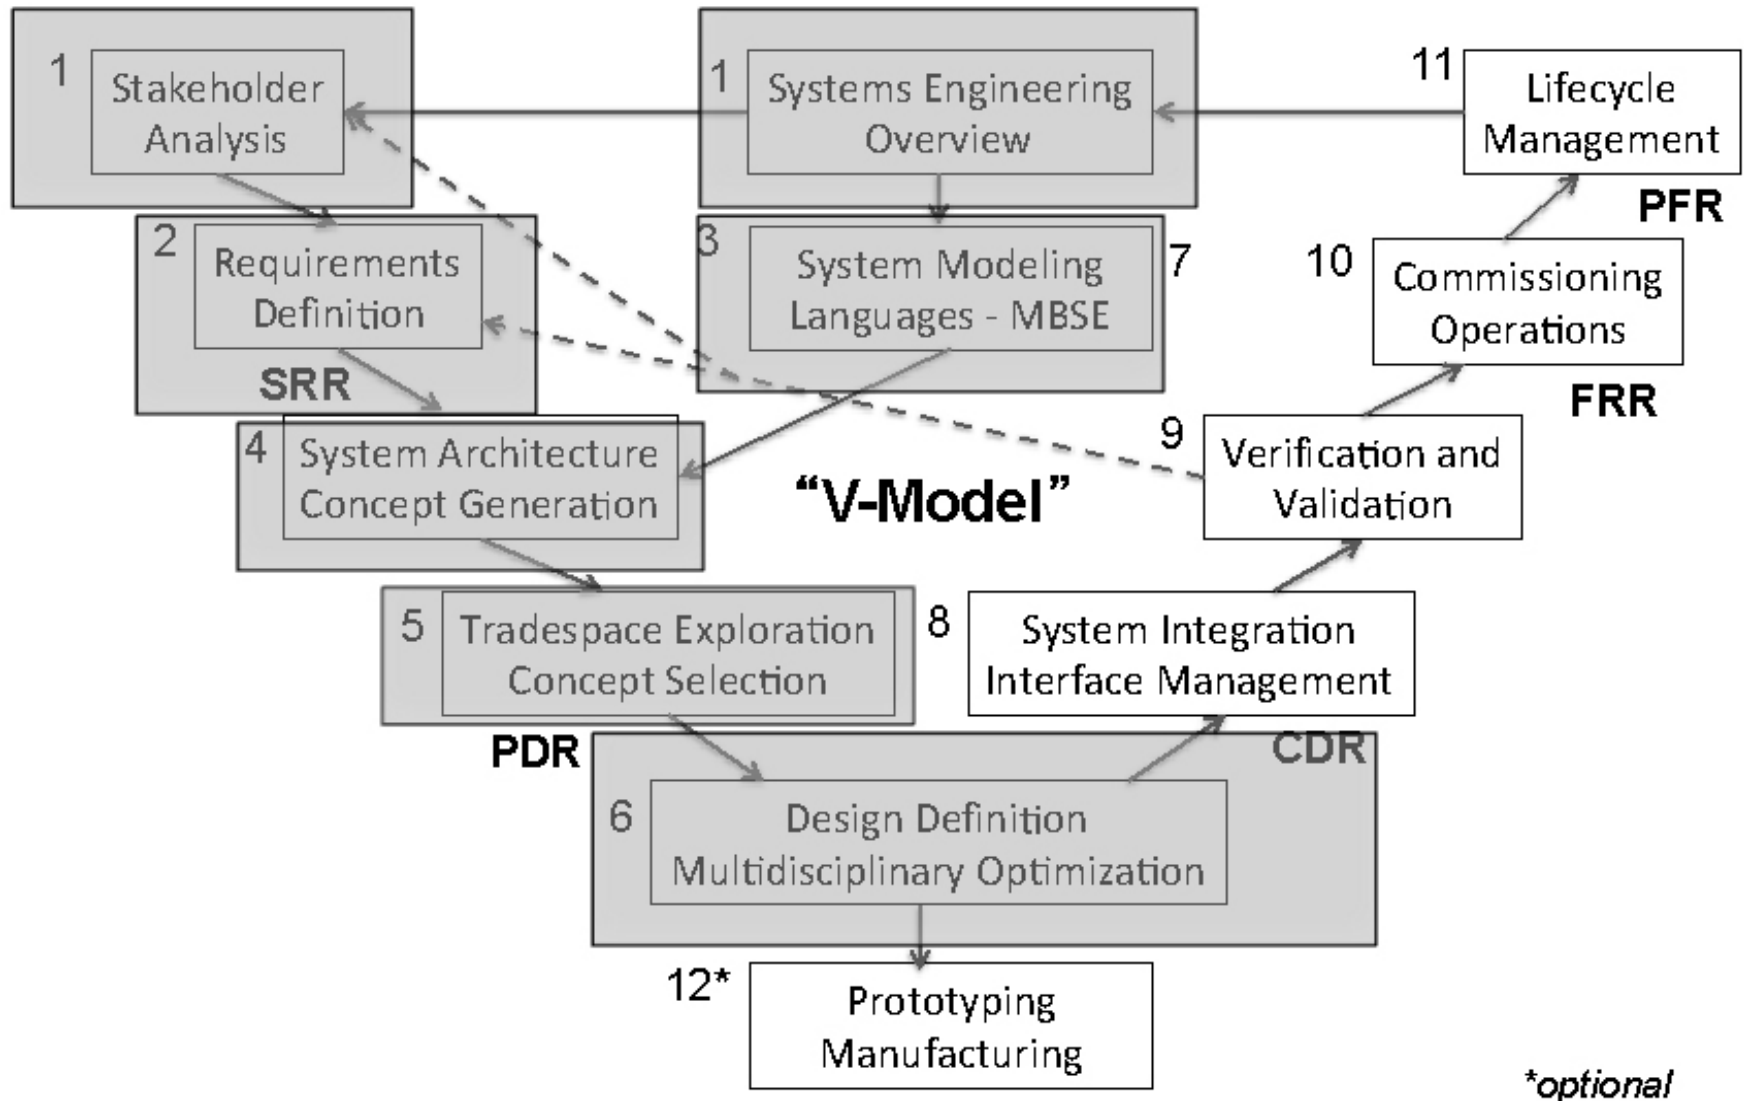 1
Stakeholder
Analysis
1
Systems Engineering
Overview
11
Lifecycle
Management
PFR
2
Requirements
Definition
SRR
3
System Modeling
Languages - MBSE
7
10
Commissioning
Operations
FRR
4
System Architecture
Concept Generation
“V-Model”
9
Verification and
Validation
5
Tradespace Exploration
Concept Selection
PDR
8
System Integration
Interface Management
CDR
6
Design Definition
Multidisciplinary Optimization
12*
Prototyping
Manufacturing
*optional